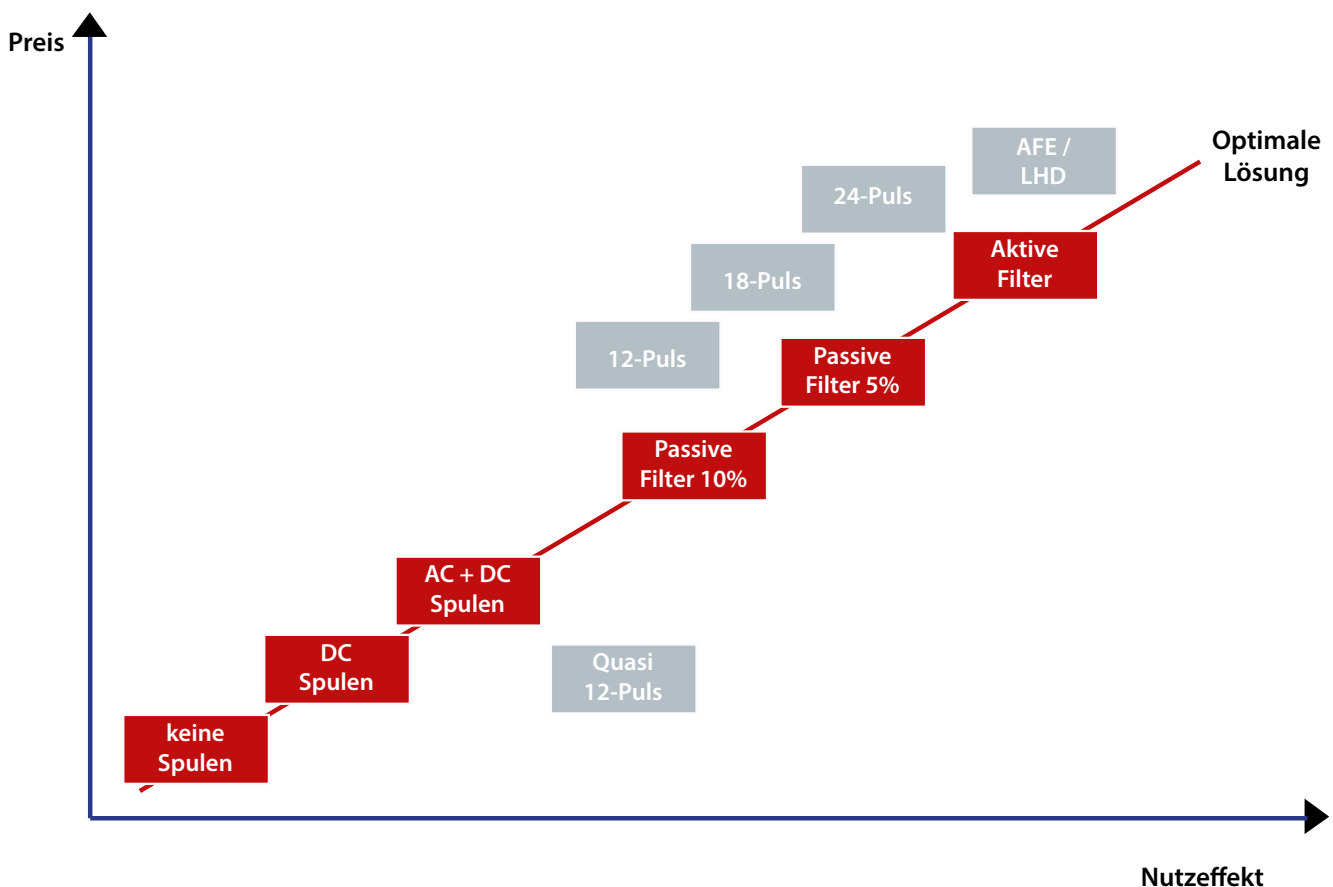 Preis
AFE /
LHD
Optimale
Lösung
24-Puls
Aktive
Filter
18-Puls
12-Puls
Passive
Filter 5%
Passive
Filter 10%
AC + DC
Spulen
DC
Spulen
Quasi
12-Puls
keine
Spulen
Nutzeffekt